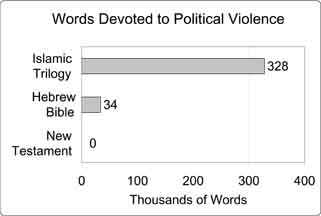 Words Devoted to Political Violence
Islamic
Trilogy
328
Hebrew
Bible
34
New
Testament
0
0 100 200 300 400
Thousands of Words